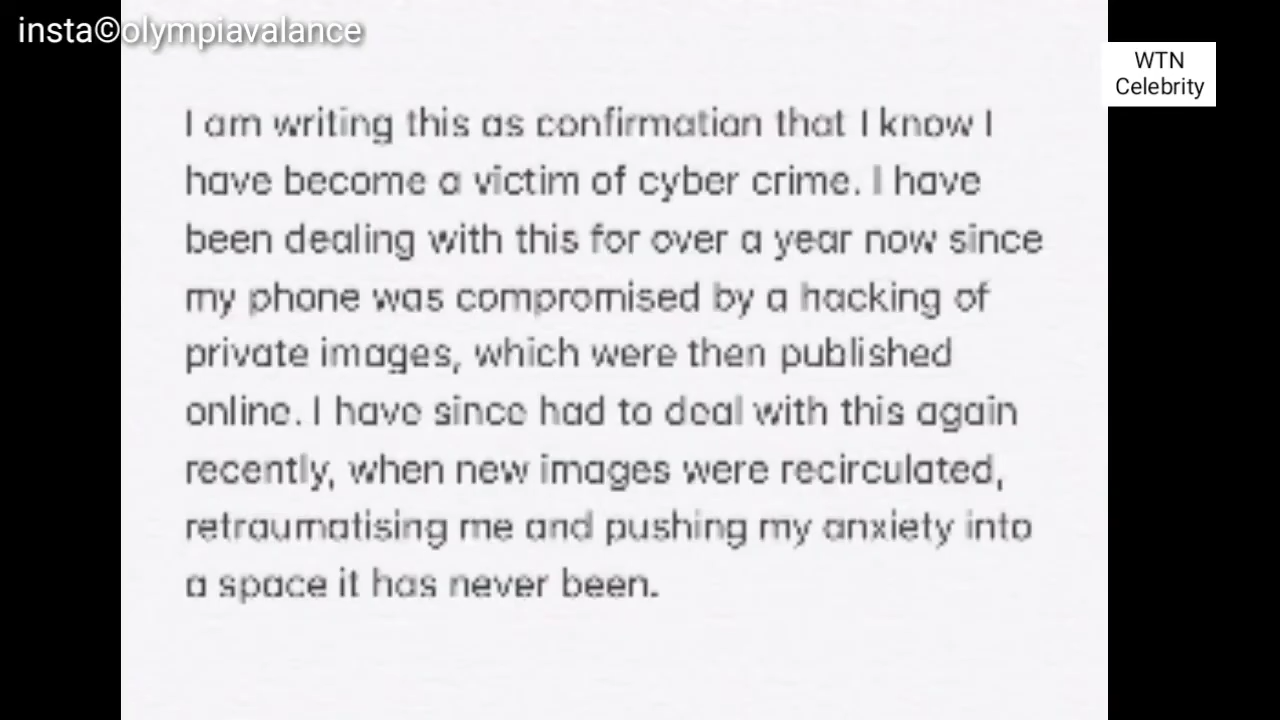 insta©olympiavalance
WTN
Celebrity
I am writing this as confirmation that I know I
have become a victim of cyber crime. I have
been dealing with this for over a year now since
my phone was compromised by a hacking of
private images, which were then published
online. I have since had to deal with this again
recently, when new images were recirculated,
retraumatising me and pushing my anxiety into
a space it has never been.